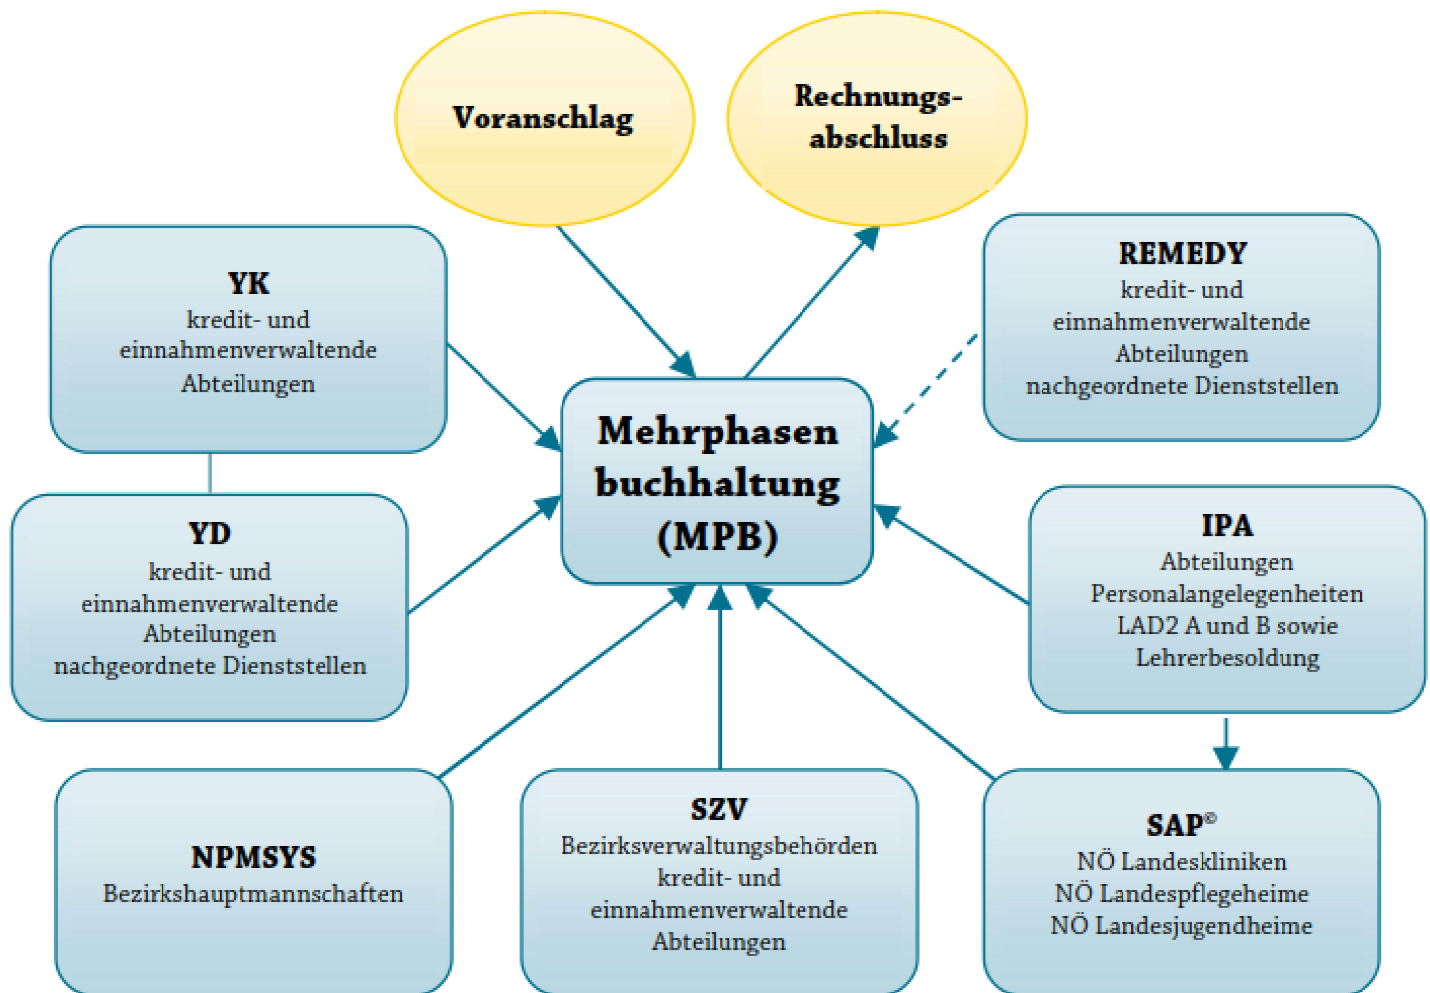 Voranschlag
Rechnungs-
abschluss
YK
kredit- und
einnahmenverwaltende
Abteilungen
REMEDY
kredit- und
einnahmenverwaltende
Abteilungen
nachgeordnete Dienststellen
Mehrphasen
buchhaltung
(MPB)
YD
kredit- und
einnahmenverwaltende
Abteilungen
nachgeordnete Dienststellen
IPA
Abteilungen
Personalangelegenheiten
LAD2 A und B sowie
Lehrerbesoldung
NPMSYS
Bezirkshauptmannschaften
SZV
Bezirksverwaltungsbehörden
kredit- und
einnahmenverwaltende
Abteilungen
SAP©
NÖ Landeskliniken
NÖ Landespflegeheime
NÖ Landesjugendheime